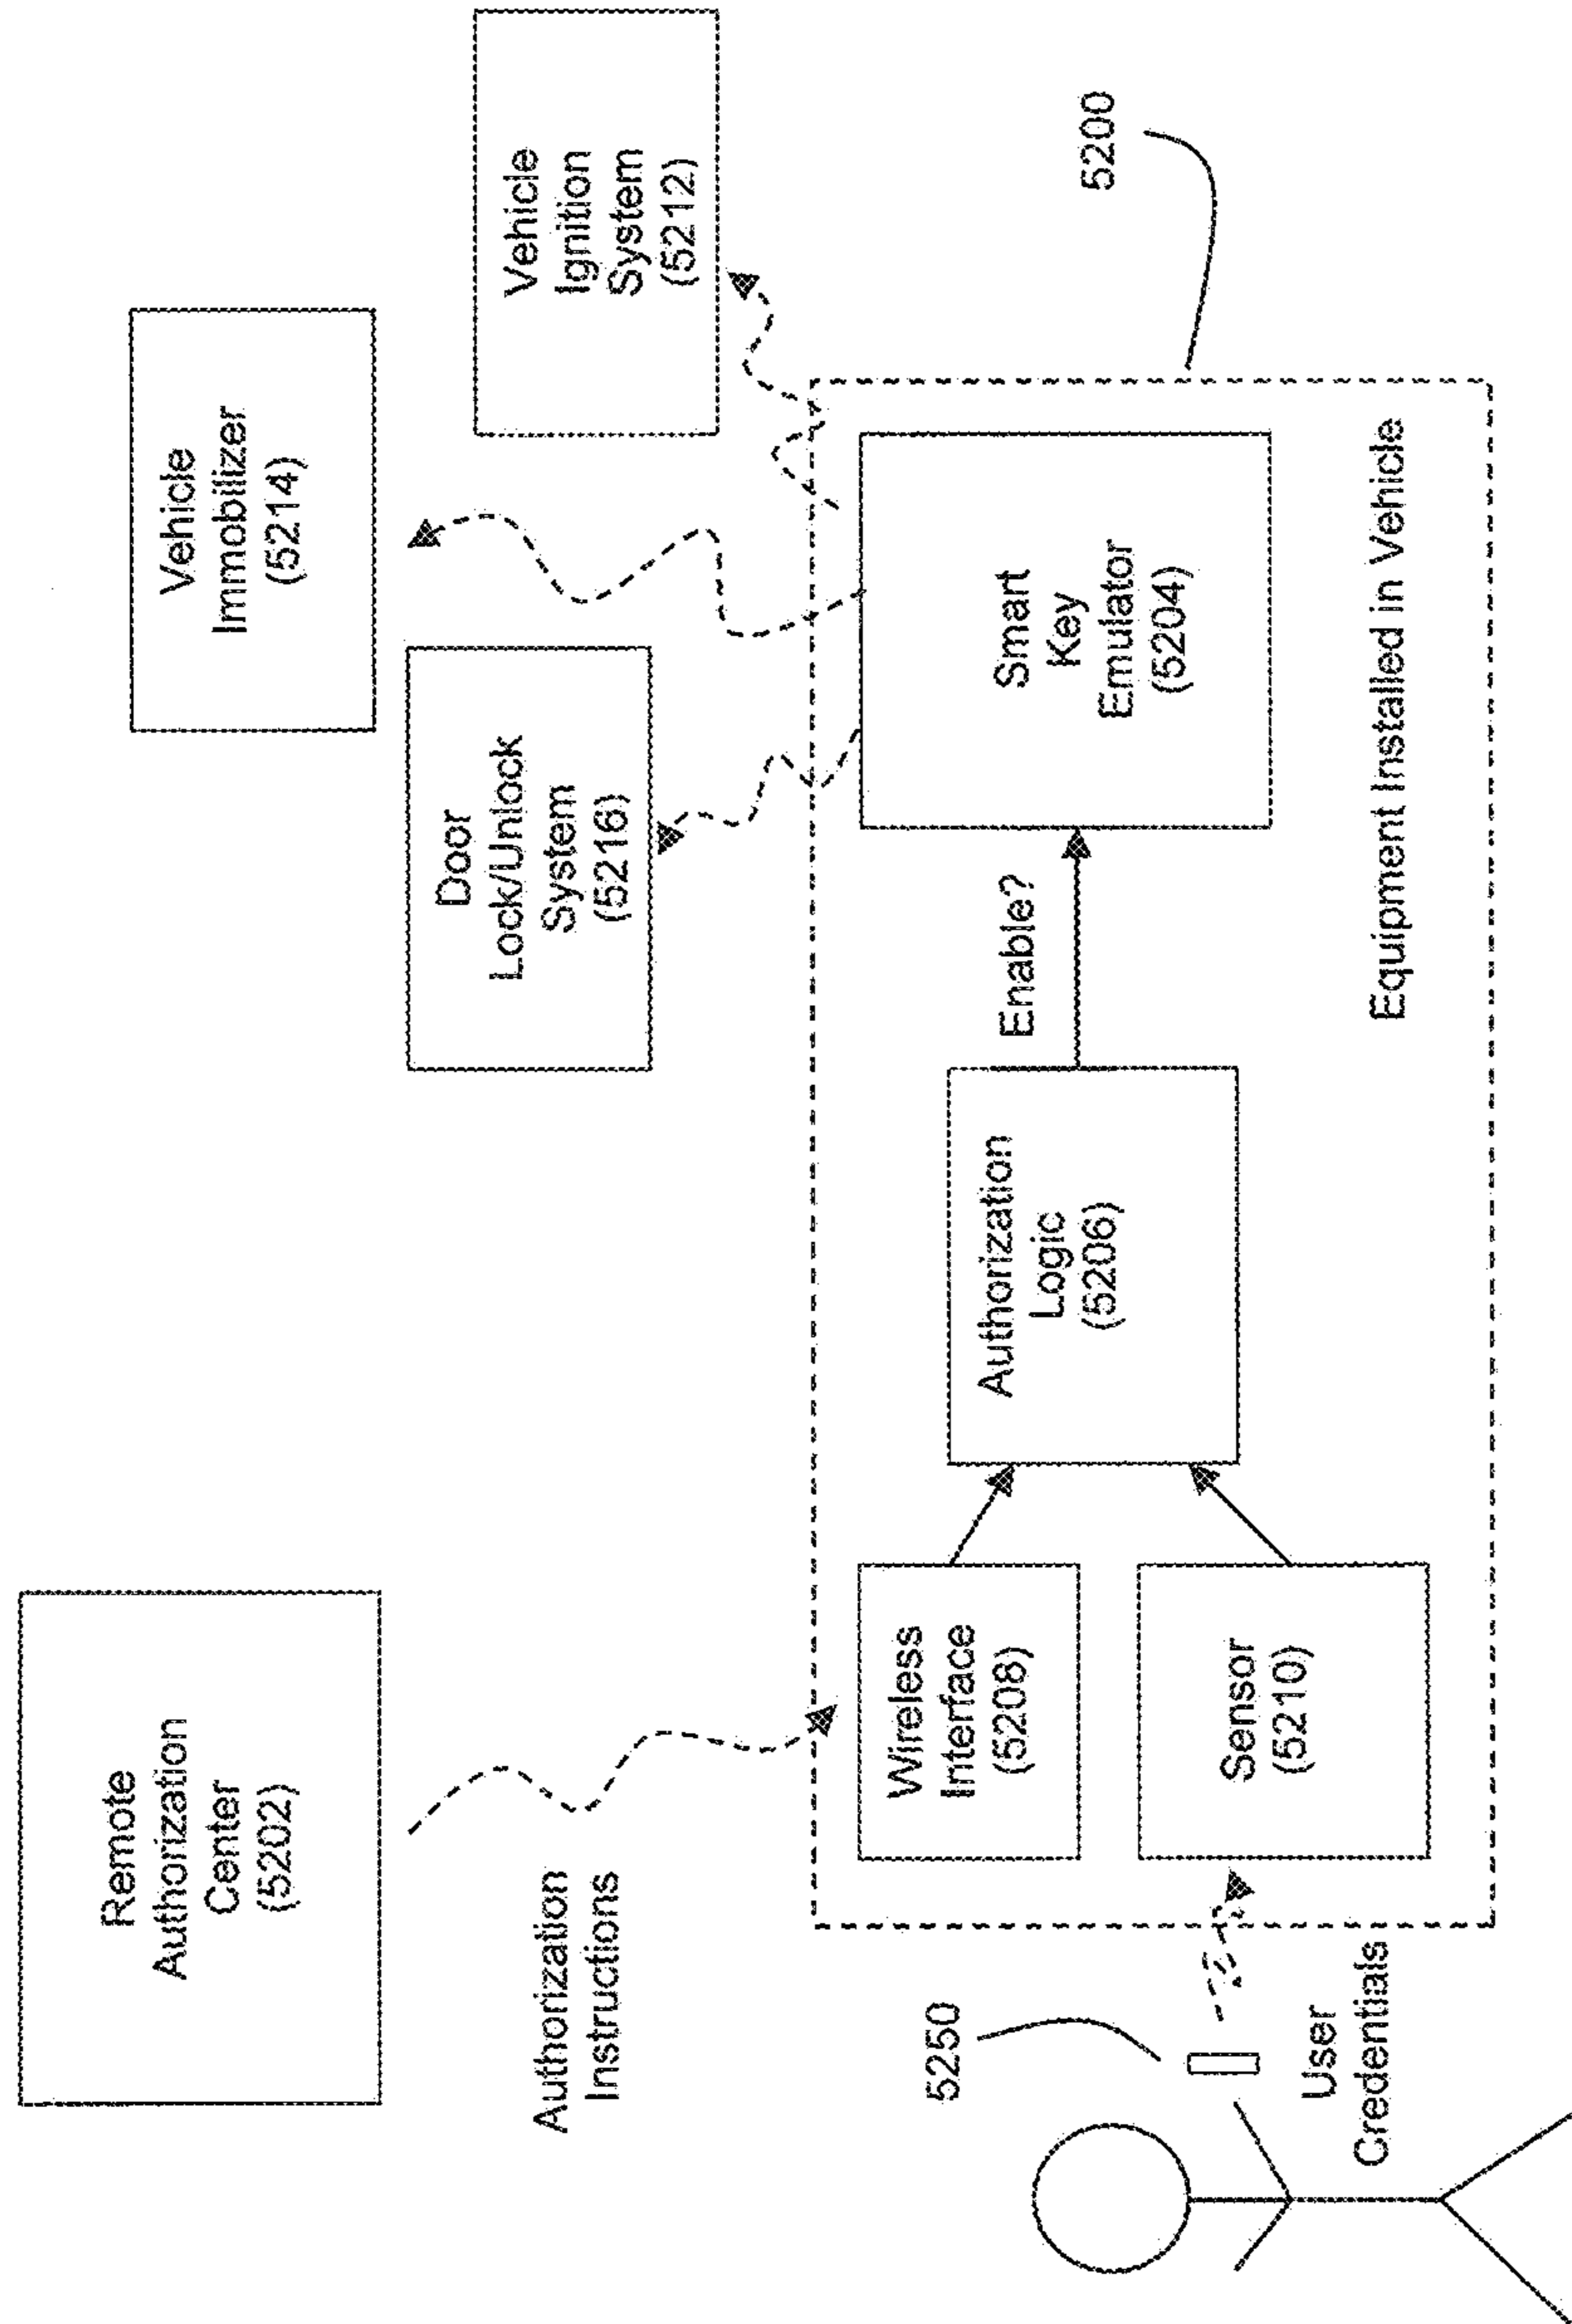 Remote
Authorization
Center
(5202)
Authorization
Instructions
Vehicle
Immobilizer
(5214)
Door
Lock/Unlock
System
(5216)
Vehicle
Ignition
System
(5212)
5200
Wireless
Interface
(5208)
Sensor
(5210)
Authorization
Logic
(5206)
Enable?
Smart
Key
Emulator
(5204)
Equipment Installed in Vehicle
5250
User
Credentials